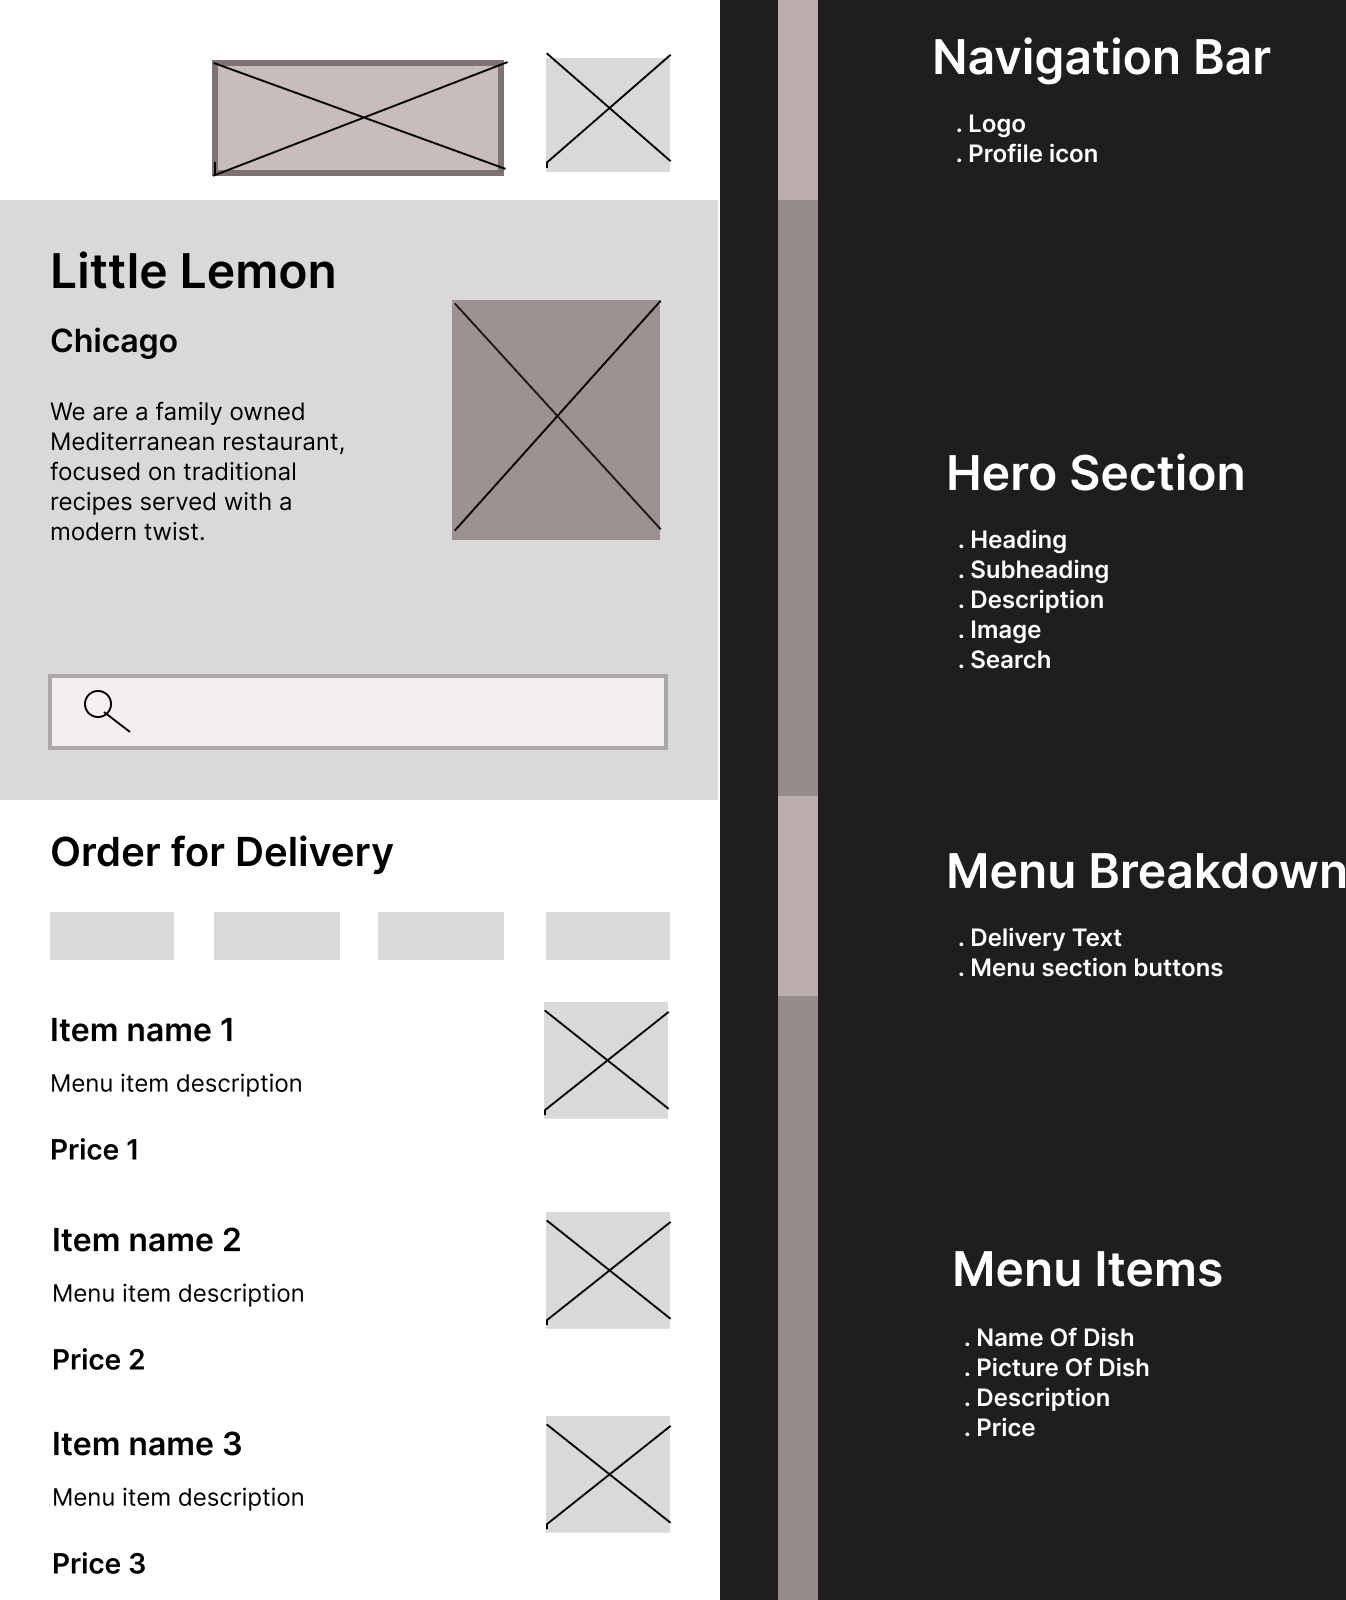 Little Lemon
Chicago
We are a family owned
Mediterranean restaurant,
focused on traditional
recipes served with a
modern twist.
Order for Delivery
Item name 1
Menu item description
Price 1
Item name 2
Menu item description
Price 2
Item name 3
Menu item description
Price 3
Navigation Bar
. Logo
. Profile icon
Hero Section
. Heading
. Subheading
. Description
. Image
. Search
Menu Breakdown
. Delivery Text
. Menu section buttons
Menu Items
. Name Of Dish
. Picture Of Dish
. Description
. Price